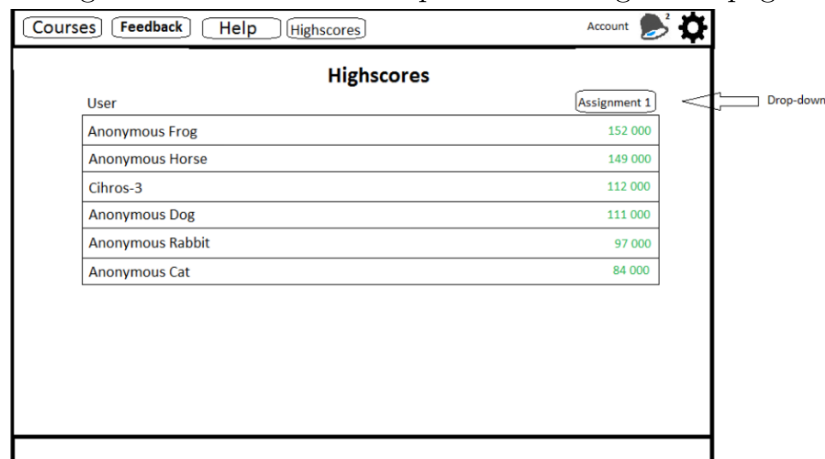 Courses Feedback Help Highscores Account 2
Highscores
User Assignment 1 Drop-down
Anonymous Frog 152 000
Anonymous Horse 149 000
Cihros-3 112 000
Anonymous Dog 111 000
Anonymous Rabbit 97 000
Anonymous Cat 84 000